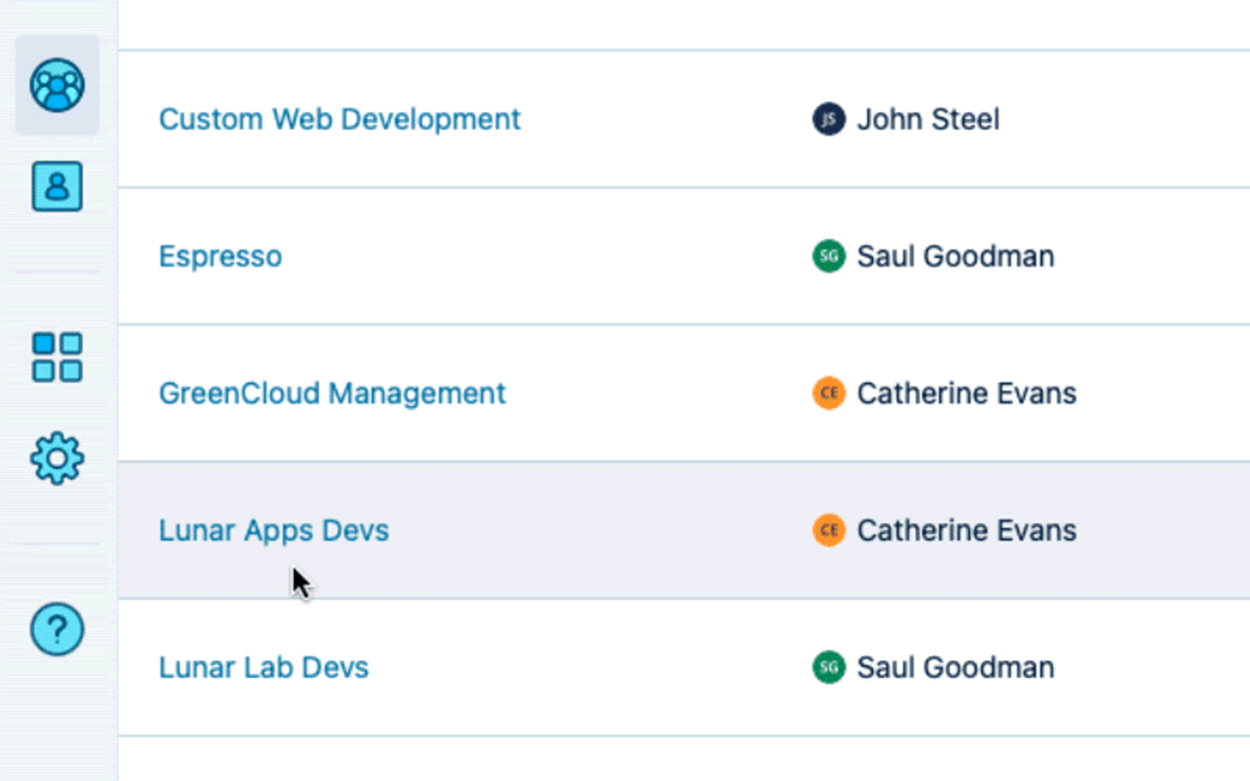 Custom Web Development JS John Steel
Espresso SG Saul Goodman
GreenCloud Management CE Catherine Evans
Lunar Apps Devs CE Catherine Evans
? Lunar Lab Devs SG Saul Goodman